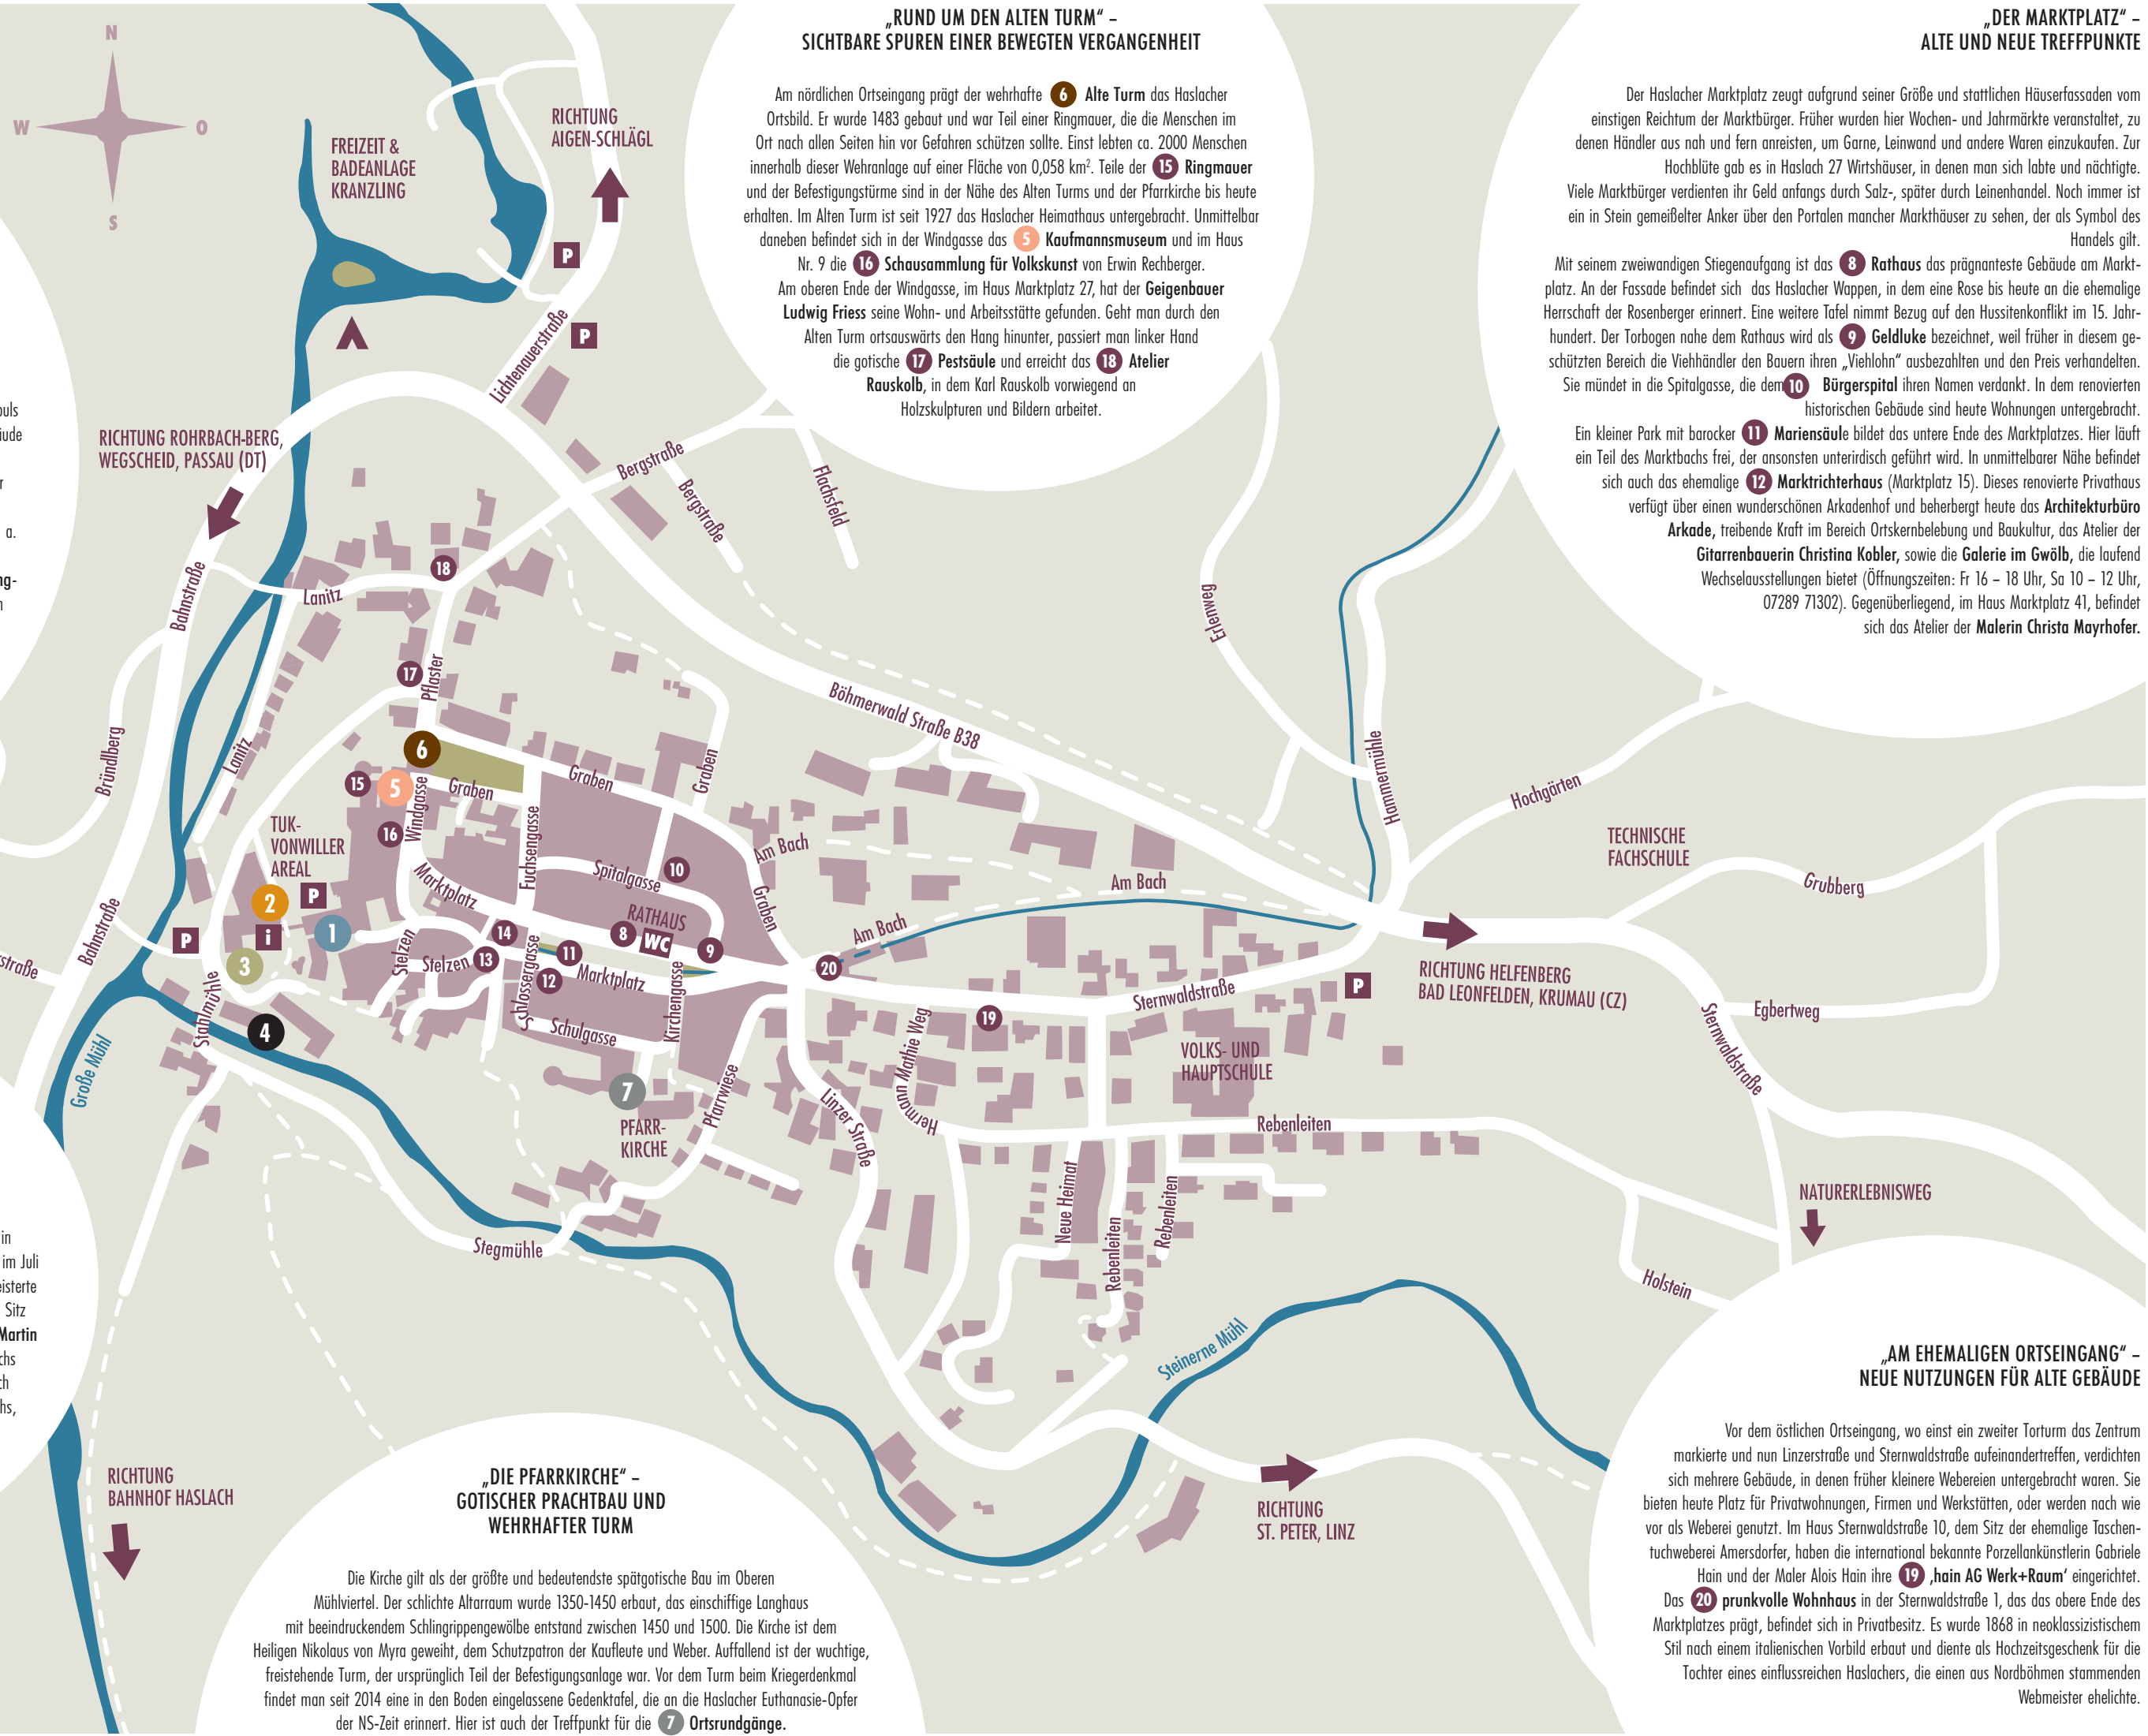 „RUND UM DEN ALTEN TURM“ –
SICHTBARE SPUREN EINER BEWEGTEN VERGANGENHEIT
Am nördlichen Ortseingang prägt der wehrhafte 6 Alte Turm das Haslacher
Ortsbild. Er wurde 1483 gebaut und war Teil einer Ringmauer, die die Menschen im
Ort nach allen Seiten hin vor Gefahren schützen sollte. Einst lebten ca. 2000 Menschen
innerhalb dieser Wehranlage auf einer Fläche von 0,058 km². Teile der 15 Ringmauer
und der Befestigungstürme sind in der Nähe des Alten Turms und der Pfarrkirche bis heute
erhalten. Im Alten Turm ist seit 1927 das Haslacher Heimathaus untergebracht. Unmittelbar
daneben befindet sich in der Windgasse das 5 Kaufmannsmuseum und im Haus
Nr. 9 die 16 Schausammlung für Volkskunst von Erwin Rechberger.
Am oberen Ende der Windgasse, im Haus Marktplatz 27, hat der Geigenbauer
Ludwig Friess seine Wohn- und Arbeitsstätte gefunden. Geht man durch den
Alten Turm ortsauswärts den Hang hinunter, passiert man linker Hand
die gotische 17 Pestsäule und erreicht das 18 Atelier
Rauskolb, in dem Karl Rauskolb vorwiegend an
Holzskulpturen und Bildern arbeitet.
„DER MARKTPLATZ“ –
ALTE UND NEUE TREFFPUNKTE
Der Haslacher Marktplatz zeugt aufgrund seiner Größe und stattlichen Häuserfassaden vom
einstigen Reichtum der Marktbürger. Früher wurden hier Wochen- und Jahrmärkte veranstaltet, zu
denen Händler aus nah und fern anreisten, um Garne, Leinwand und andere Waren einzukaufen. Zur
Hochblüte gab es in Haslach 27 Wirtshäuser, in denen man sich labte und nächtigte.
Viele Marktbürger verdienten ihr Geld anfangs durch Salz-, später durch Leinenhandel. Noch immer ist
ein in Stein gemeißelter Anker über den Portalen mancher Markthäuser zu sehen, der als Symbol des
Handels gilt.
Mit seinem zweiwandigen Stiegenaufgang ist das 8 Rathaus das prägnanteste Gebäude am Markt-
platz. An der Fassade befindet sich das Haslacher Wappen, in dem eine Rose bis heute an die ehemalige
Herrschaft der Rosenberger erinnert. Eine weitere Tafel nimmt Bezug auf den Hussitenkonflikt im 15. Jahr-
hundert. Der Torbogen nahe dem Rathaus wird als 9 Geldluke bezeichnet, weil früher in diesem ge-
schützten Bereich die Viehhändler den Bauern ihren „Viehlohn“ ausbezahlten und den Preis verhandelten.
Sie mündet in die Spitalgasse, die dem 10 Bürgerspital ihren Namen verdankt. In dem renovierten
historischen Gebäude sind heute Wohnungen untergebracht.
Ein kleiner Park mit barocker 11 Mariensäule bildet das untere Ende des Marktplatzes. Hier läuft
ein Teil des Marktbachs frei, der ansonsten unterirdisch geführt wird. In unmittelbarer Nähe befindet
sich auch das ehemalige 12 Marktrichterhaus (Marktplatz 15). Dieses renovierte Privathaus
verfügt über einen wunderschönen Arkadenhof und beherbergt heute das Architekturbüro
Arkade, treibende Kraft im Bereich Ortskernbelebung und Baukultur, das Atelier der
Gitarrenbauerin Christina Kobler, sowie die Galerie im Gwölb, die laufend
Wechselausstellungen bietet (Öffnungszeiten: Fr 16 – 18 Uhr, Sa 10 – 12 Uhr,
07289 71302). Gegenüberliegend, im Haus Marktplatz 41, befindet
sich das Atelier der Malerin Christa Mayrhofer.
N
W
O
S
FREIZEIT &
BADEANLAGE
KRANZLING
RICHTUNG
AIGEN-SCHLÄGL
P
P
Lichtenauerstraße
RICHTUNG ROHRBACH-BERG,
WEGSCHEID, PASSAU (DT)
Bergstraße
Bergstraße
Flachsfeld
a.
Bahnstraße
18
Lanitz
Erlenweg
17
Pflaster
Böhmerwald Straße B38
Bründlberg
Lanitz
6
15
5
Windgasse
Graben
Graben
Graben
Hammermühle
Hochgärten
TUK-
VONWILLER
AREAL
16
Fuchsengasse
Am Bach
TECHNISCHE
FACHSCHULE
Grubberg
2
P
Marktplatz
Spitalgasse
10
Graben
Am Bach
Bahnstraße
P
i
1
RATHAUS
8
WC
9
Am Bach
3
Stelzen
Stelzen
14
13
Schlossergasse
11
12
Marktplatz
Kirchengasse
20
RICHTUNG HELFENBERG
BAD LEONFELDEN, KRUMAU (CZ)
P
Sternwaldstraße
Stahlmühle
4
Schulgasse
19
Hermann Mathie Weg
VOLKS- UND
HAUPTSCHULE
Sternwaldstraße
Egbertweg
Große Mühl
7
PFARR-
KIRCHE
Pfarrwiese
Linzer Straße
Rebenleiten
Neue Heimat
Rebenleiten
Rebenleiten
NATURERLEBNISWEG
Stegmühle
Holstein
in
im Juli
Sitz
Martin
Steinerne Mühl
RICHTUNG
BAHNHOF HASLACH
RICHTUNG
ST. PETER, LINZ
„DIE PFARRKIRCHE“ –
GOTISCHER PRACHTBAU UND
WEHRHAFTER TURM
Die Kirche gilt als der größte und bedeutendste spätgotische Bau im Oberen
Mühlviertel. Der schlichte Altarraum wurde 1350-1450 erbaut, das einschiffige Langhaus
mit beeindruckendem Schlingrippengewölbe entstand zwischen 1450 und 1500. Die Kirche ist dem
Heiligen Nikolaus von Myra geweiht, dem Schutzpatron der Kaufleute und Weber. Auffallend ist der wuchtige,
freistehende Turm, der ursprünglich Teil der Befestigungsanlage war. Vor dem Turm beim Kriegerdenkmal
findet man seit 2014 eine in den Boden eingelassene Gedenktafel, die an die Haslacher Euthanasie-Opfer
der NS-Zeit erinnert. Hier ist auch der Treffpunkt für die 7 Ortsrundgänge.
„AM EHEMALIGEN ORTSEINGANG“ –
NEUE NUTZUNGEN FÜR ALTE GEBÄUDE
Vor dem östlichen Ortseingang, wo einst ein zweiter Torturm das Zentrum
markierte und nun Linzerstraße und Sternwaldstraße aufeinandertreffen, verdichten
sich mehrere Gebäude, in denen früher kleinere Webereien untergebracht waren. Sie
bieten heute Platz für Privatwohnungen, Firmen und Werkstätten, oder werden nach wie
vor als Weberei genutzt. Im Haus Sternwaldstraße 10, dem Sitz der ehemalige Taschen-
tuchweberei Amersdorfer, haben die international bekannte Porzellankünstlerin Gabriele
Hain und der Maler Alois Hain ihre 19 ‚hain AG Werk+Raum‘ eingerichtet.
Das 20 prunkvolle Wohnhaus in der Sternwaldstraße 1, das das obere Ende des
Marktplatzes prägt, befindet sich in Privatbesitz. Es wurde 1868 in neoklassizistischem
Stil nach einem italienischen Vorbild erbaut und diente als Hochzeitsgeschenk für die
Tochter eines einflussreichen Haslachers, die einen aus Nordböhmen stammenden
Webmeister ehelichte.